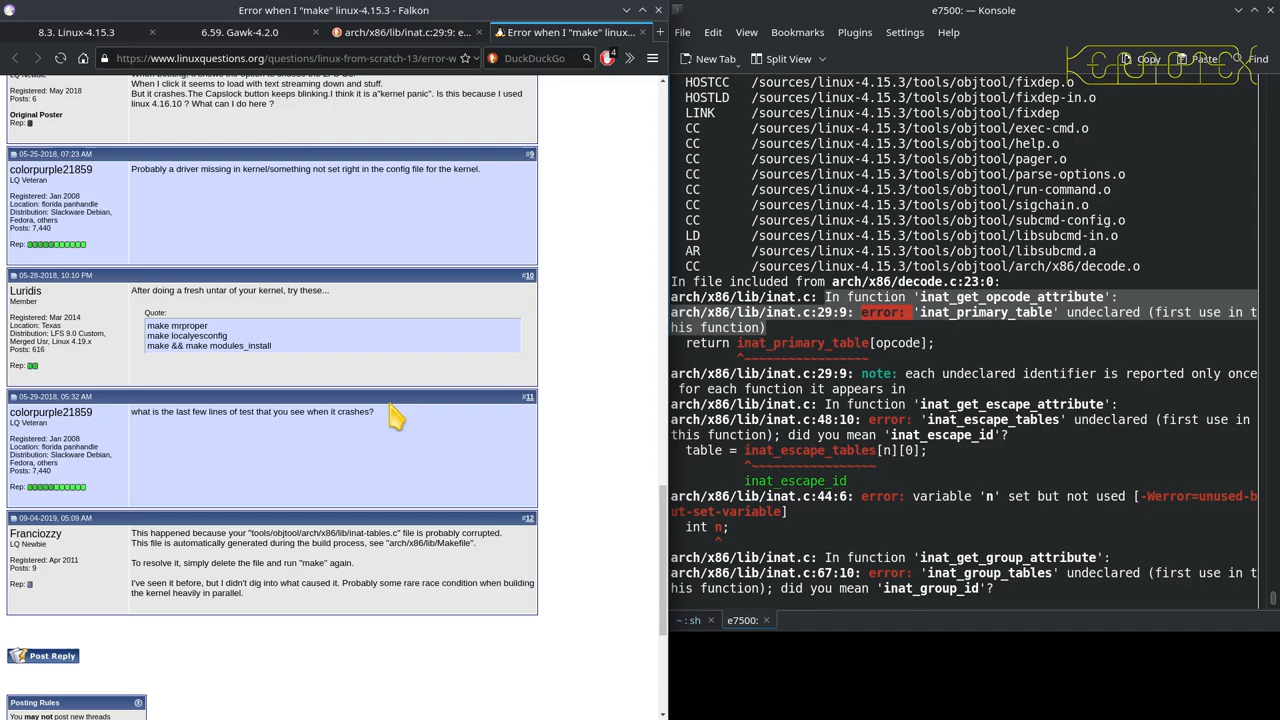 Error when I "make" linux-4.15.3 - Falkon
8.3. Linux-4.15.3
6.59. Gawk-4.2.0
arch/x86/lib/inat.c:29:9: e...
Error when I "make" linux-4.15.3...
https://www.linuxquestions.org/questions/linux-from-scratch-13/error-w
DuckDuckGo
4
Registered: May 2018
Posts: 6
Original Poster
Rep:
When I click it seems to load with text streaming down and stuff.
But it crashes.The Capslock button keeps blinking.I think it is a"kernel panic". Is this because I used
linux 4.16.10 ? What can I do here ?
05-25-2018, 07:23 AM
#9
colorpurple21859
LQ Veteran
Registered: Jan 2008
Location: florida panhandle
Distribution: Slackware Debian,
Fedora, others
Posts: 7,440
Rep:
Probably a driver missing in kernel/something not set right in the config file for the kernel.
05-28-2018, 10:10 PM
#10
Luridis
Member
Registered: Mar 2014
Location: Texas
Distribution: LFS 9.0 Custom,
Merged Usr, Linux 4.19.x
Posts: 616
Rep:
After doing a fresh untar of your kernel, try these...
Quote:
make mrproper
make localyesconfig
make && make modules_install
05-29-2018, 05:32 AM
#11
colorpurple21859
LQ Veteran
Registered: Jan 2008
Location: florida panhandle
Distribution: Slackware Debian,
Fedora, others
Posts: 7,440
Rep:
what is the last few lines of test that you see when it crashes?
09-04-2019, 05:09 AM
#12
Franciozzy
LQ Newbie
Registered: Apr 2011
Posts: 9
Rep:
This happened because your "tools/objtool/arch/x86/lib/inat-tables.c" file is probably corrupted.
This file is automatically generated during the build process, see "arch/x86/lib/Makefile".
To resolve it, simply delete the file and run "make" again.
I've seen it before, but I didn't dig into what caused it. Probably some rare race condition when building
the kernel heavily in parallel.
Post Reply
Posting Rules
You may not post new threads
e7500: — Konsole
File Edit View Bookmarks Plugins Settings Help
New Tab Split View Copy Paste Find
HOSTCC /sources/linux-4.15.3/tools/objtool/fixdep.o
HOSTLD /sources/linux-4.15.3/tools/objtool/fixdep-in.o
LINK /sources/linux-4.15.3/tools/objtool/fixdep
CC /sources/linux-4.15.3/tools/objtool/exec-cmd.o
CC /sources/linux-4.15.3/tools/objtool/help.o
CC /sources/linux-4.15.3/tools/objtool/pager.o
CC /sources/linux-4.15.3/tools/objtool/parse-options.o
CC /sources/linux-4.15.3/tools/objtool/run-command.o
CC /sources/linux-4.15.3/tools/objtool/sigchain.o
CC /sources/linux-4.15.3/tools/objtool/subcmd-config.o
LD /sources/linux-4.15.3/tools/objtool/libsubcmd-in.o
AR /sources/linux-4.15.3/tools/objtool/libsubcmd.a
CC /sources/linux-4.15.3/tools/objtool/arch/x86/decode.o
In file included from arch/x86/decode.c:23:0:
arch/x86/lib/inat.c: In function 'inat_get_opcode_attribute':
arch/x86/lib/inat.c:29:9: error: 'inat_primary_table' undeclared (first use in t
his function)
return inat_primary_table[opcode];
^~~~~~~~~~~~~~~~~~
arch/x86/lib/inat.c:29:9: note: each undeclared identifier is reported only once
for each function it appears in
arch/x86/lib/inat.c: In function 'inat_get_escape_attribute':
arch/x86/lib/inat.c:48:10: error: 'inat_escape_tables' undeclared (first use in
this function); did you mean 'inat_escape_id'?
table = inat_escape_tables[n][0];
^~~~~~~~~~~~~~~~~~
inat_escape_id
arch/x86/lib/inat.c:44:6: error: variable 'n' set but not used [-Werror=unused-b
ut-set-variable]
int n;
^
arch/x86/lib/inat.c: In function 'inat_get_group_attribute':
arch/x86/lib/inat.c:67:10: error: 'inat_group_tables' undeclared (first use in t
his function); did you mean 'inat_group_id'?
~ : sh
e7500: